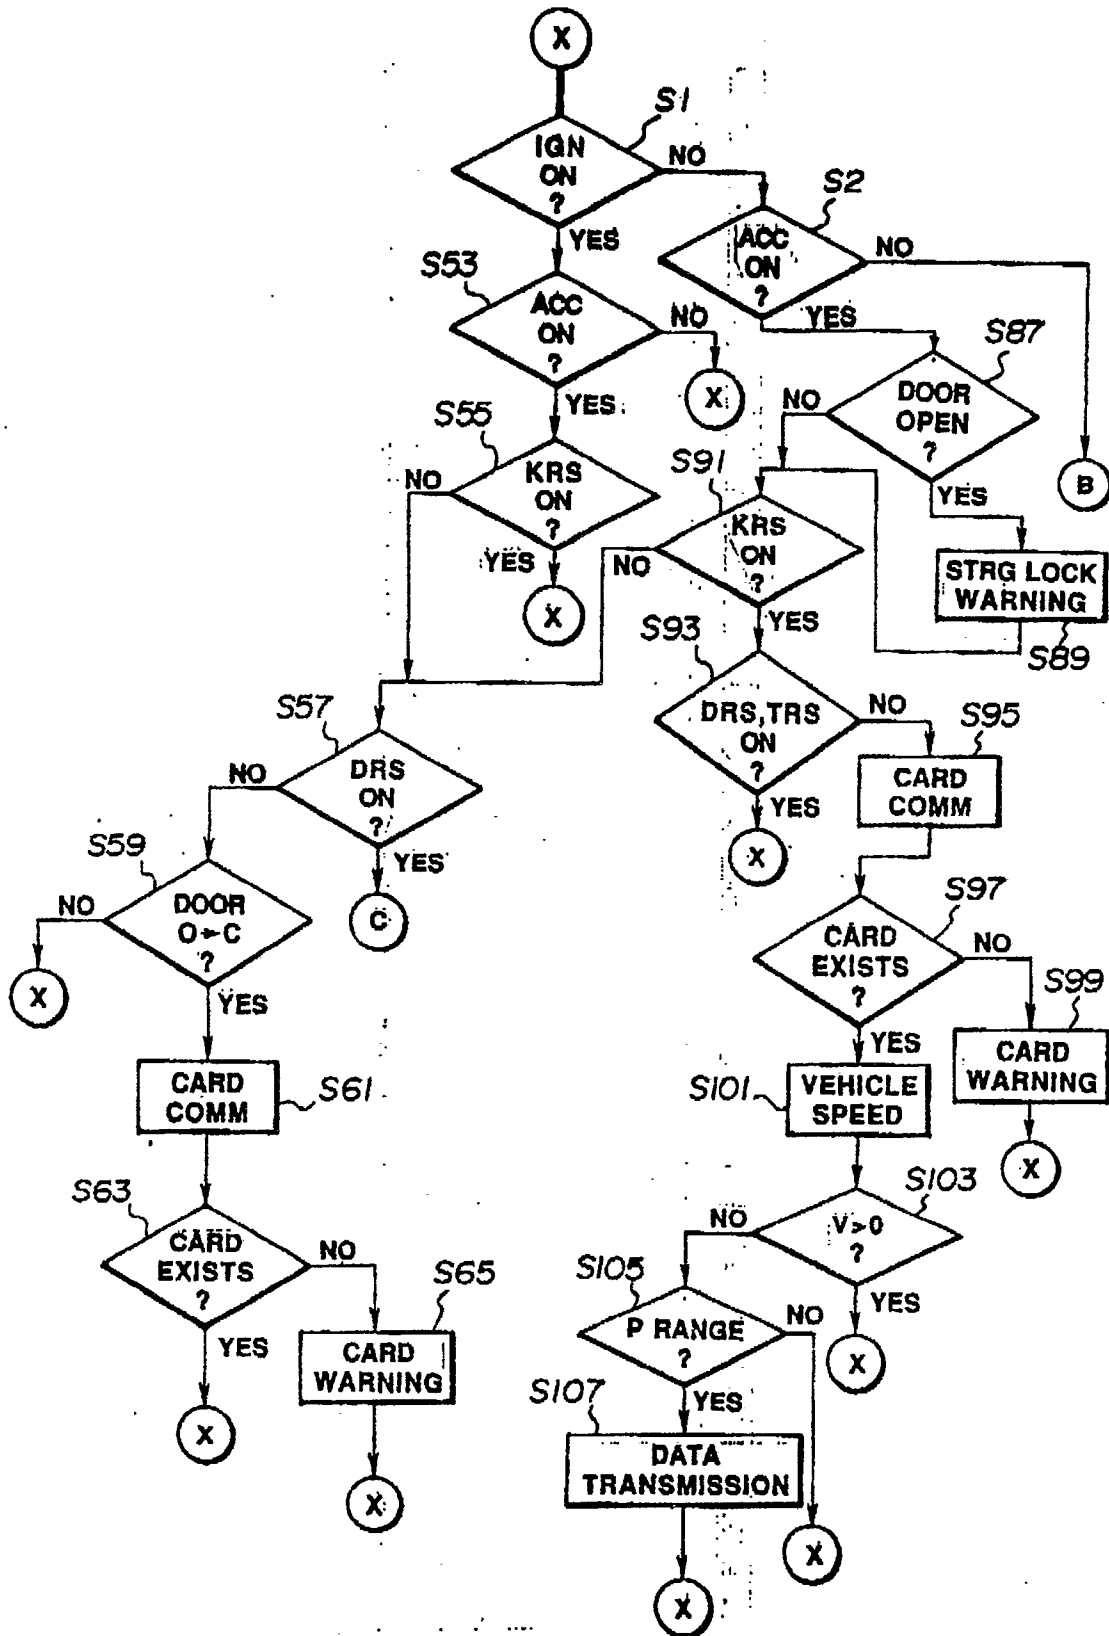 X
S1
IGN
ON
?
NO
YES
S2
ACC
ON
?
NO
YES
S53
ACC
ON
?
NO
YES
X
S87
DOOR
OPEN
?
NO
YES
B
S55
KRS
ON
?
NO
YES
X
S91
KRS
ON
?
NO
YES
STRG LOCK
WARNING
S89
S93
DRS,TRS
ON
?
NO
YES
X
S57
DRS
ON
?
NO
YES
C
S95
CARD
COMM
S59
DOOR
O►C
?
NO
YES
X
S97
CARD
EXISTS
?
NO
YES
S99
CARD
WARNING
X
CARD
COMM
S61
S101
VEHICLE
SPEED
S63
CARD
EXISTS
?
NO
YES
X
S65
CARD
WARNING
X
S103
V>0
?
NO
YES
X
S105
P RANGE
?
NO
YES
X
S107
DATA
TRANSMISSION
X